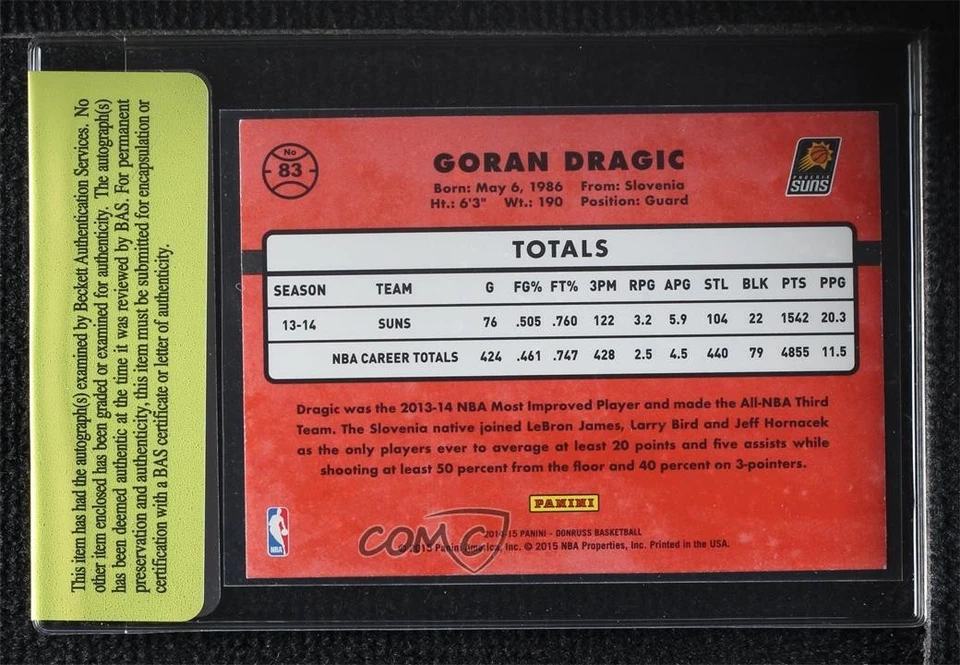 This item has had the autograph(s) examined by Beckett Authentication Services. No
other item enclosed has been graded or examined for authenticity. The autograph(s)
has been deemed authentic at the time it was reviewed by BAS. For permanent
preservation and authenticity, this item must be submitted for encapsulation or
certification with a BAS certificate or letter of authenticity.
No
83
GORAN DRAGIC
Born: May 6, 1986 From: Slovenia
Ht.: 6'3" Wt.: 190 Position: Guard
PHOENIX
SUNS
TOTALS
SEASON TEAM G FG% FT% 3PM RPG APG STL BLK PTS PPG
13-14 SUNS 76 .505 .760 122 3.2 5.9 104 22 1542 20.3
NBA CAREER TOTALS 424 .461 .747 428 2.5 4.5 440 79 4855 11.5
Dragic was the 2013-14 NBA Most Improved Player and made the All-NBA Third
Team. The Slovenia native joined LeBron James, Larry Bird and Jeff Hornacek
as the only players ever to average at least 20 points and five assists while
shooting at least 50 percent from the floor and 40 percent on 3-pointers.
PANINI
NBA
COMC
2014-15 PANINI - DONRUSS BASKETBALL
© 2015 Panini America, Inc. © 2015 NBA Properties, Inc. Printed in the USA.